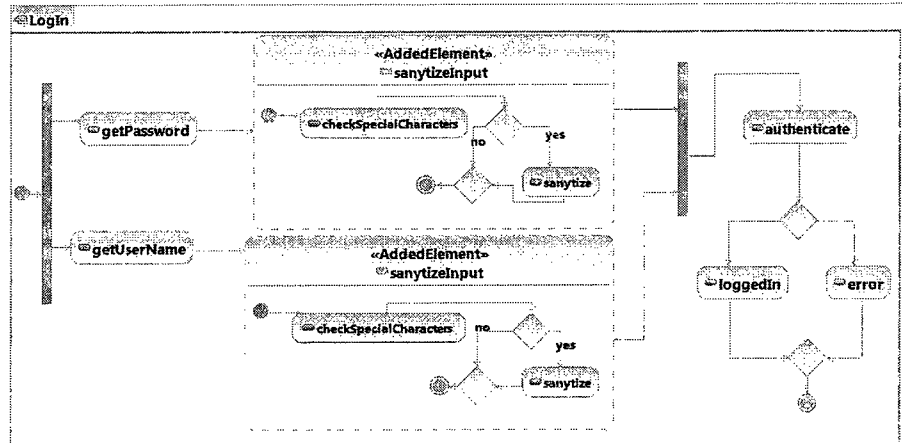 LogIn
«AddedElement»
sanytizeInput
getPassword
checkSpecialCharacters
no
yes
sanytize
authenticate
getUserName
«AddedElement»
sanytizeInput
checkSpecialCharacters
no
yes
sanytize
loggedIn
error